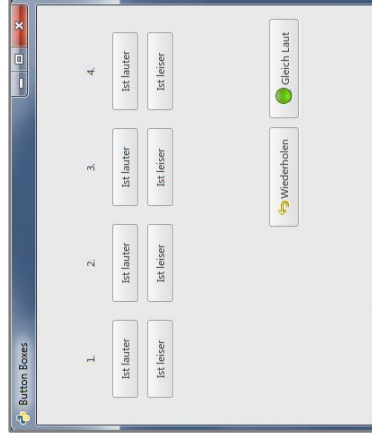 Button Boxes
1. 2. 3. 4.
Ist lauter Ist lauter Ist lauter Ist lauter
Ist leiser Ist leiser Ist leiser Ist leiser
Wiederholen Gleich Laut